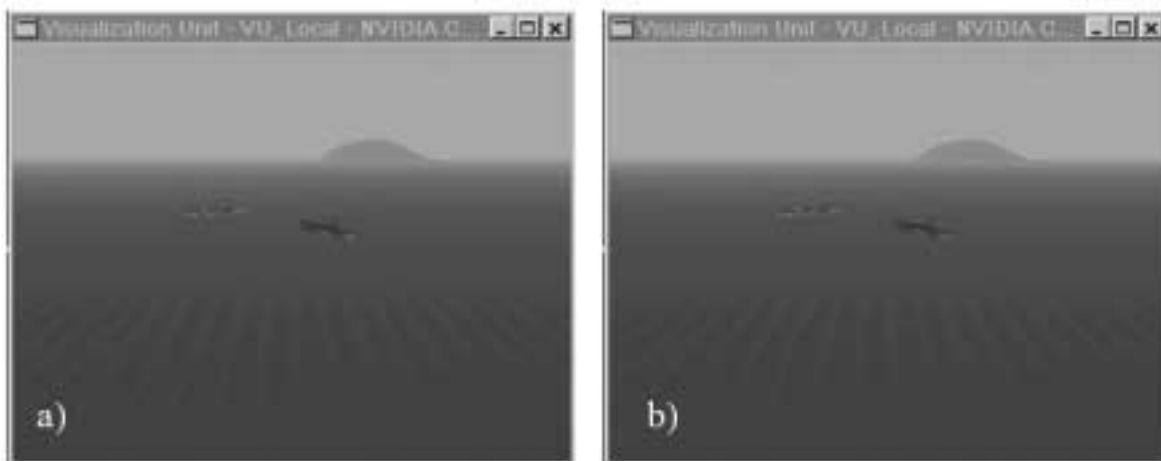 Visualization Unit - VU_Local - NVIDIA C...
Visualization Unit - VU_Local - NVIDIA C...
a)
b)